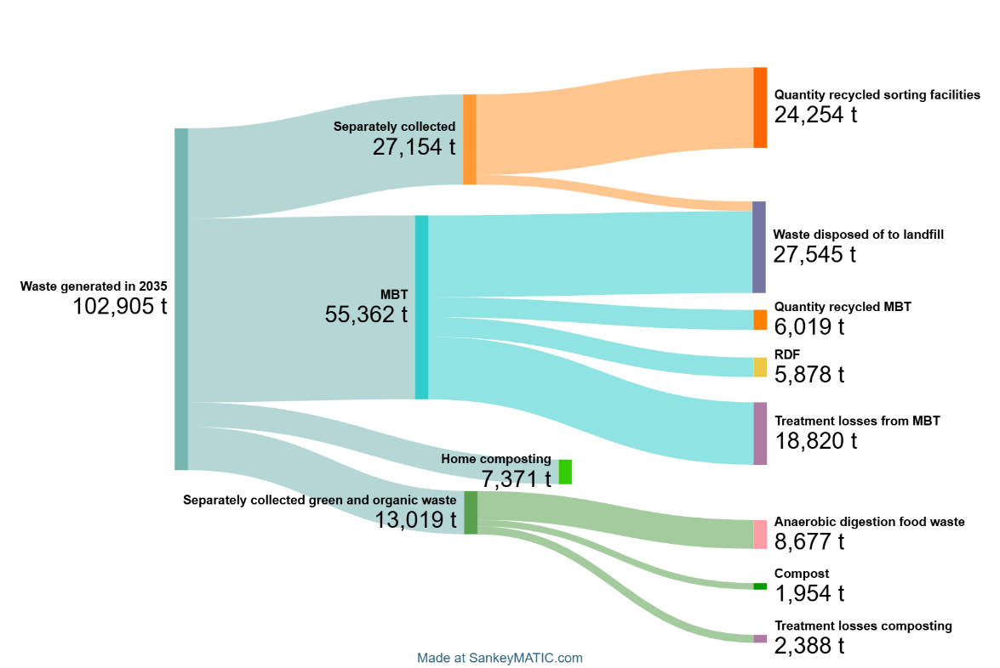 Quantity recycled sorting facilities
24,254 t
Separately collected
27,154 t
Waste disposed of to landfill
27,545 t
Waste generated in 2035
102,905 t
MBT
55,362 t
Quantity recycled MBT
6,019 t
RDF
5,878 t
Treatment losses from MBT
18,820 t
Home composting
7,371 t
Separately collected green and organic waste
13,019 t
Anaerobic digestion food waste
8,677 t
Compost
1,954 t
Treatment losses composting
2,388 t
Made at SankeyMATIC.com